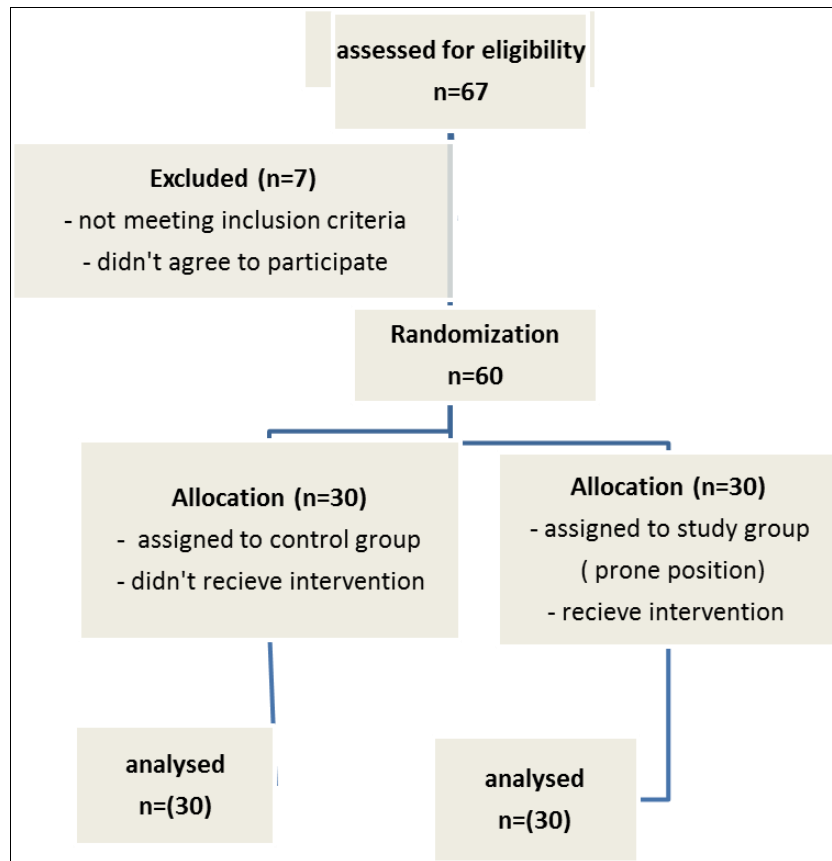 assessed for eligibility
n=67
Excluded (n=7)
- not meeting inclusion criteria
- didn't agree to participate
Randomization
n=60
Allocation (n=30)
- assigned to control group
- didn't recieve intervention
Allocation (n=30)
- assigned to study group
( prone position)
- recieve intervention
analysed
n=(30)
analysed
n=(30)